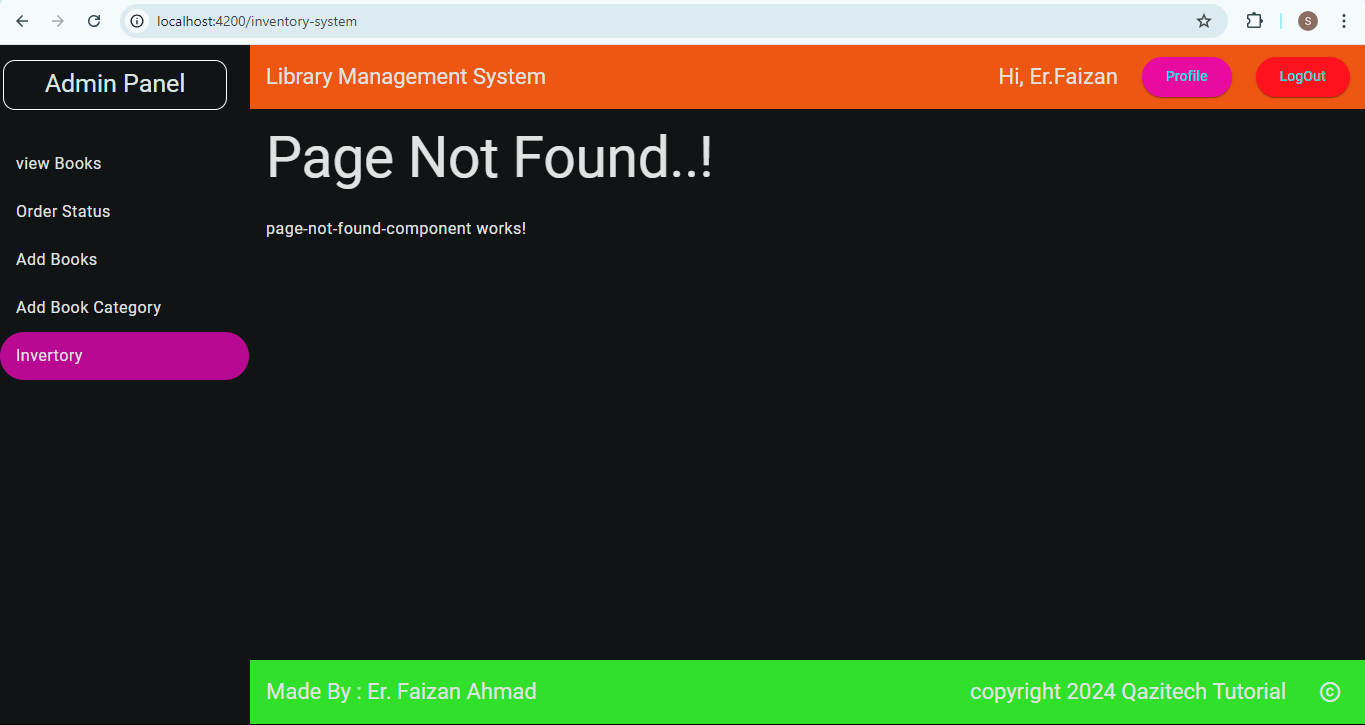 localhost:4200/inventory-system
S
Admin Panel
Library Management System
Hi, Er.Faizan
Profile
LogOut
view Books
Order Status
Add Books
Add Book Category
Invertory
Page Not Found..!
page-not-found-component works!
Made By : Er. Faizan Ahmad
copyright 2024 Qazitech Tutorial ©